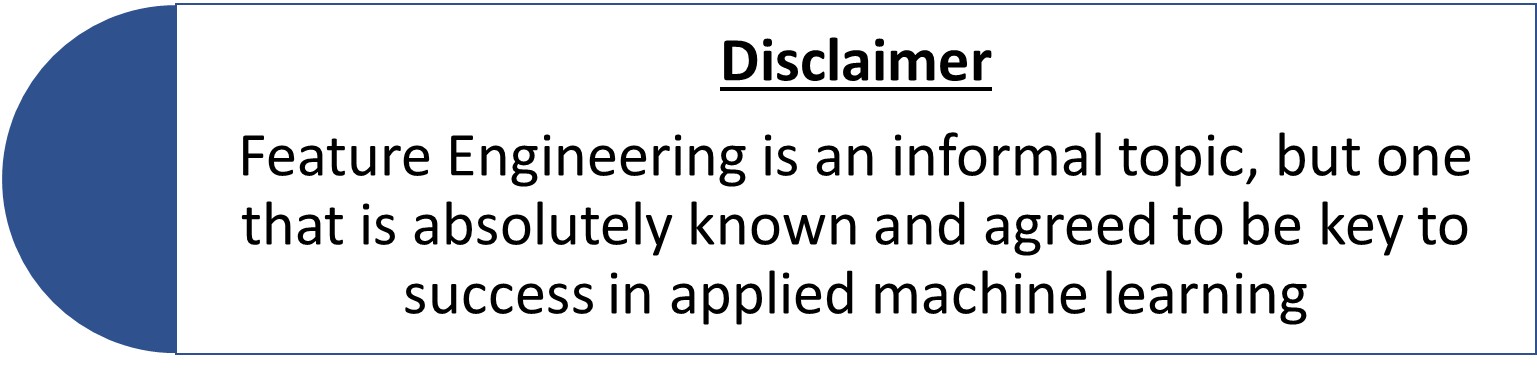 Disclaimer
Feature Engineering is an informal topic, but one
that is absolutely known and agreed to be key to
success in applied machine learning